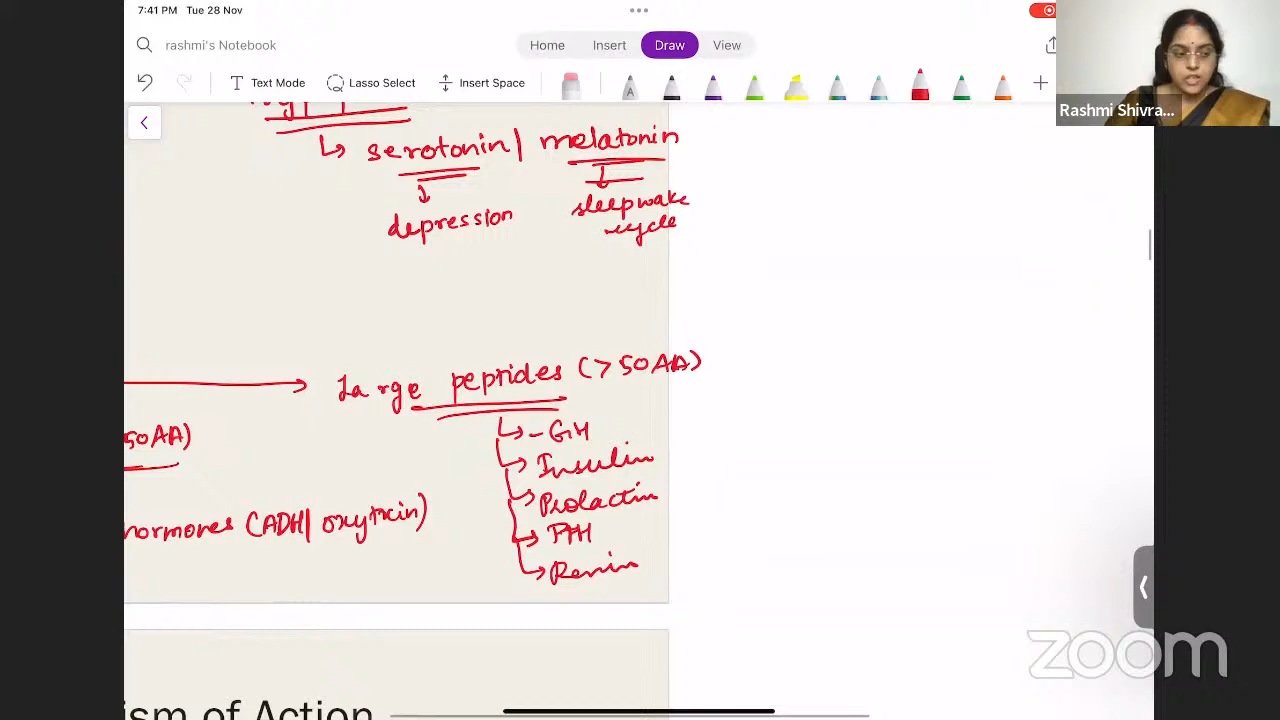 7:41 PM Tue 28 Nov
rashmi's Notebook
Home Insert Draw View
Text Mode Lasso Select Insert Space
A
Rashmi Shivra...
serotonin / melatonin
depression
sleep wake
cycle
Large peptides (> 50AA)
50AA)
- GH
Insulin
Prolactin
hormones (ADH/ oxytocin)
PTH
Renin
zoom
ism of Action